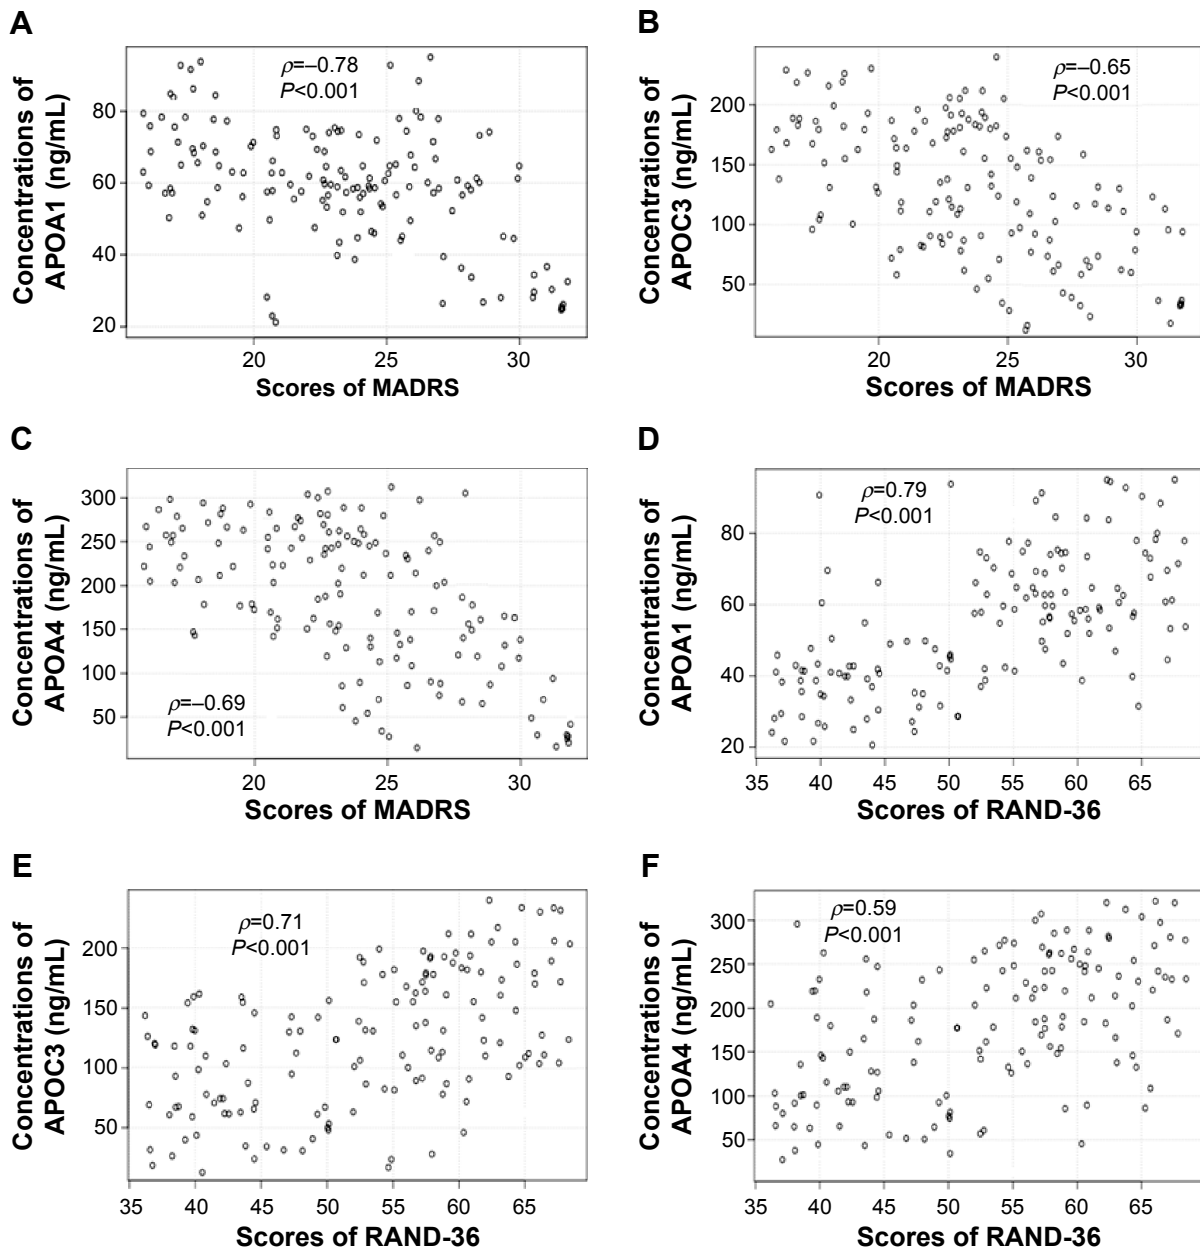 A
Concentrations of
APOA1 (ng/mL)
80
60
40
20
ρ=–0.78
P<0.001
20
25
30
Scores of MADRS
B
Concentrations of
APOC3 (ng/mL)
200
150
100
50
ρ=–0.65
P<0.001
20
25
30
Scores of MADRS
C
Concentrations of
APOA4 (ng/mL)
300
250
200
150
100
50
ρ=–0.69
P<0.001
20
25
30
Scores of MADRS
D
Concentrations of
APOA1 (ng/mL)
80
60
40
20
ρ=0.79
P<0.001
35
40
45
50
55
60
65
Scores of RAND-36
E
Concentrations of
APOC3 (ng/mL)
200
150
100
50
ρ=0.71
P<0.001
35
40
45
50
55
60
65
Scores of RAND-36
F
Concentrations of
APOA4 (ng/mL)
300
250
200
150
100
50
ρ=0.59
P<0.001
35
40
45
50
55
60
65
Scores of RAND-36